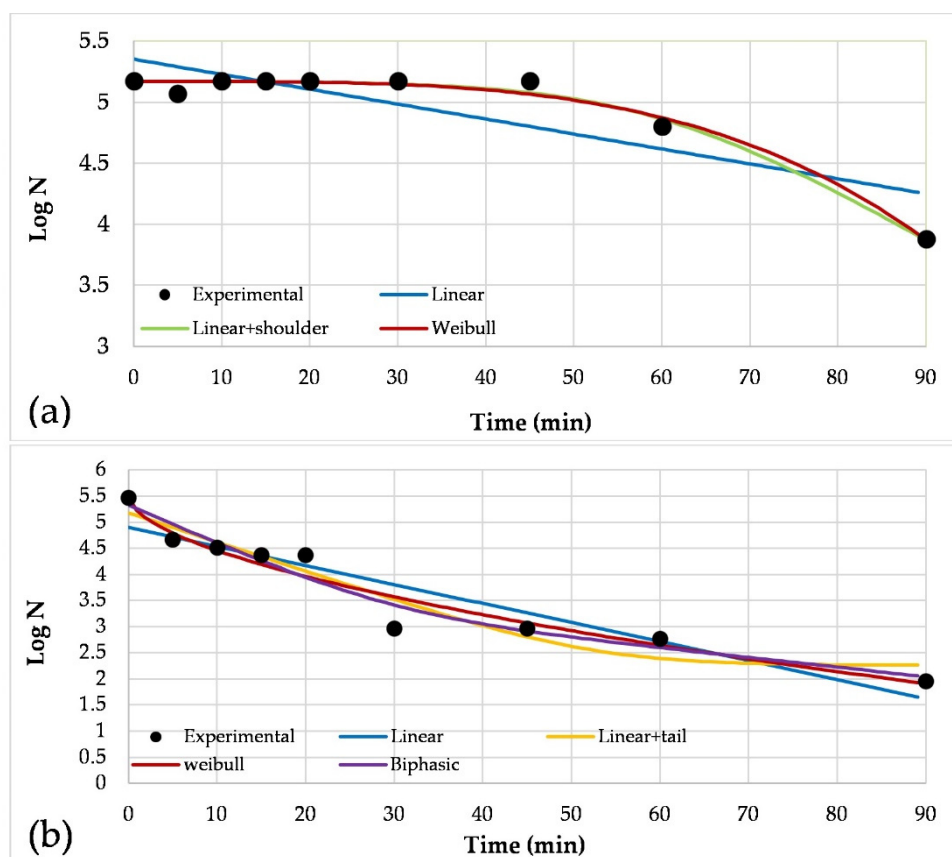 5.5
5
4.5
4
3.5
3
Log N
Experimental
Linear
Linear+shoulder
Weibull
0 10 20 30 40 50 60 70 80 90
Time (min)
(a)
6
5.5
5
4.5
4
3.5
3
2.5
2
1.5
1
0.5
0
Log N
Experimental
Linear
Linear+tail
weibull
Biphasic
0 10 20 30 40 50 60 70 80 90
Time (min)
(b)